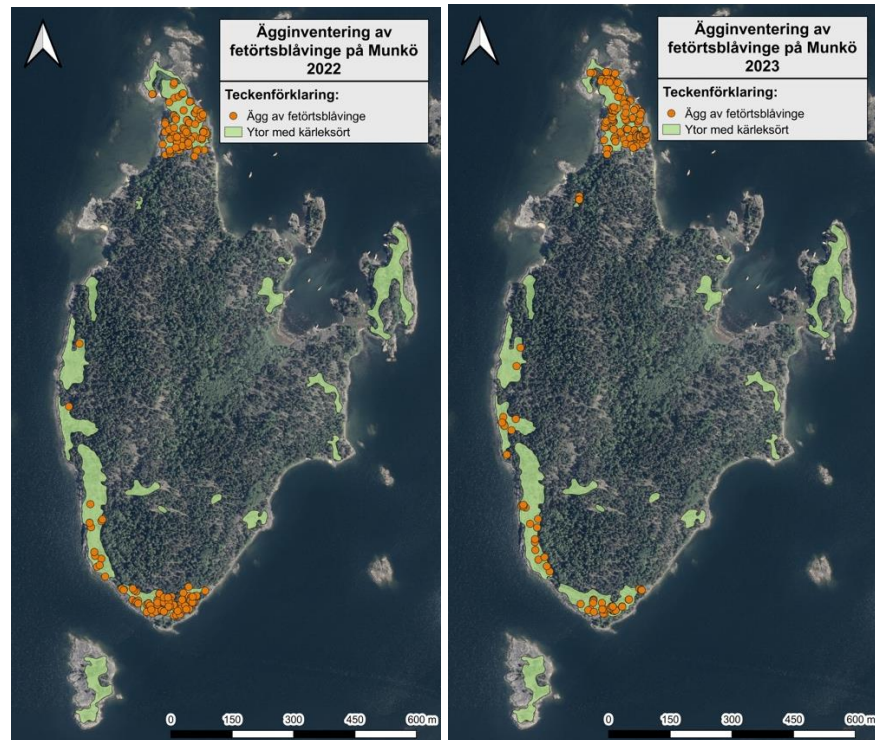 Ägginventering av
fetörtsblåvinge på Munkö
2022
Teckenförklaring:
Ägg av fetörtsblåvinge
Ytor med kärleksört
0 150 300 450 600 m
Ägginventering av
fetörtsblåvinge på Munkö
2023
Teckenförklaring:
Ägg av fetörtsblåvinge
Ytor med kärleksört
0 150 300 450 600 m